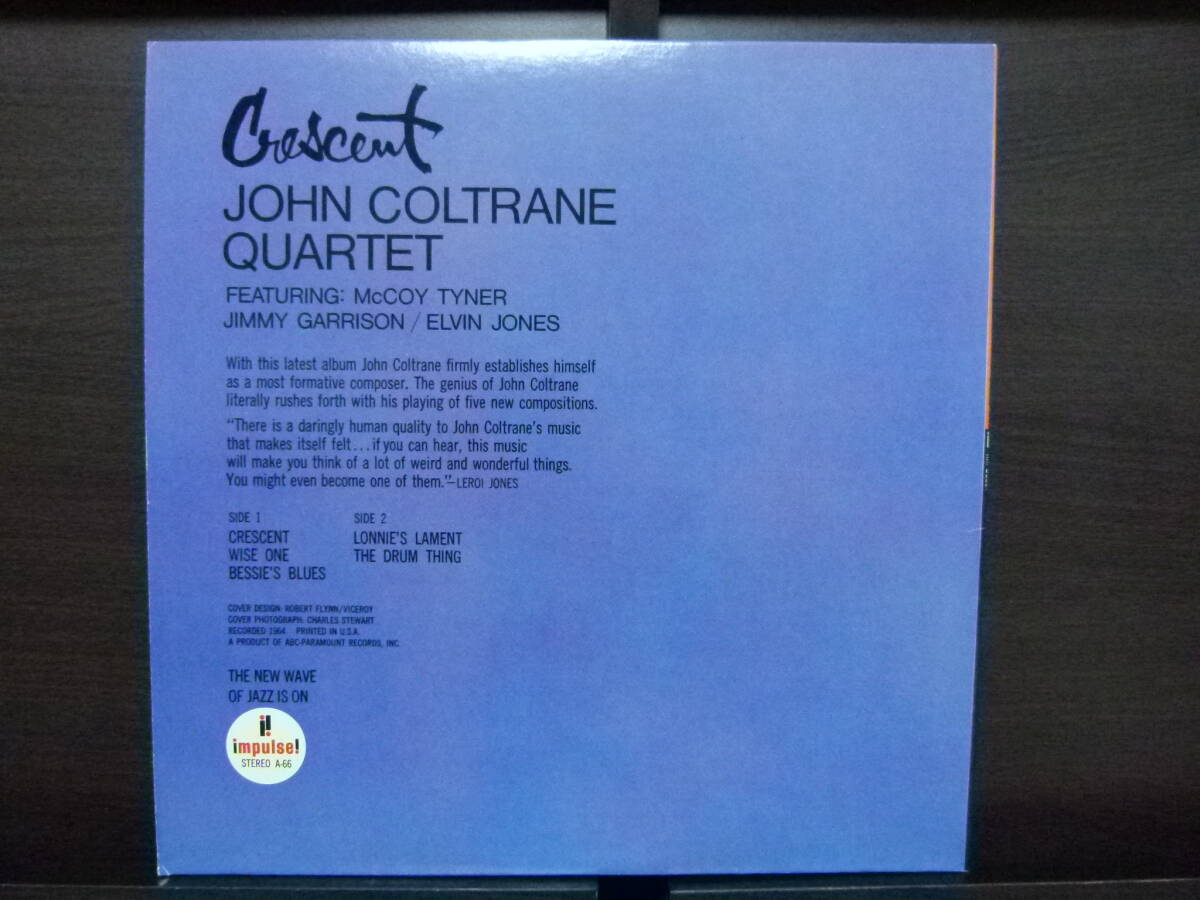 Crescent
JOHN COLTRANE
QUARTET
FEATURING: McCOY TYNER
JIMMY GARRISON / ELVIN JONES
With this latest album John Coltrane firmly establishes himself
as a most formative composer. The genius of John Coltrane
literally rushes forth with his playing of five new compositions.
“There is a daringly human quality to John Coltrane's music
that makes itself felt...if you can hear, this music
will make you think of a lot of weird and wonderful things.
You might even become one of them.”—LEROI JONES
SIDE 1
CRESCENT
WISE ONE
BESSIE'S BLUES
SIDE 2
LONNIE'S LAMENT
THE DRUM THING
COVER DESIGN: ROBERT FLYNN/VICEROY
COVER PHOTOGRAPH: CHARLES STEWART
RECORDED 1964 PRINTED IN U.S.A.
A PRODUCT OF ABC-PARAMOUNT RECORDS, INC.
THE NEW WAVE
OF JAZZ IS ON
impulse!
STEREO A-66